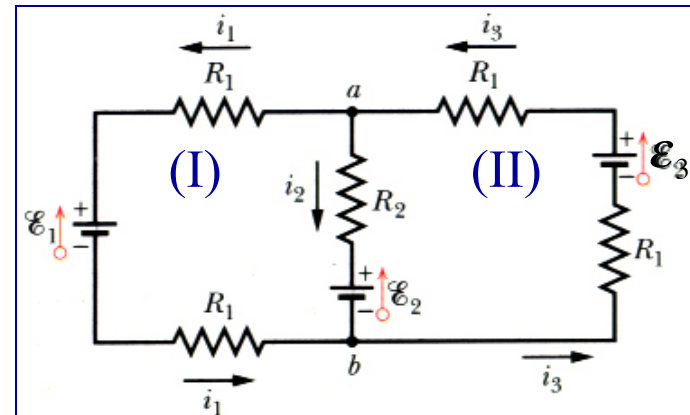 i₁ i₃
R₁ a R₁
(I) (II)
+ ℰ₃
−
i₂ R₂
ℰ₁ + − R₁
+ ℰ₂
−
R₁
b
i₁ i₃